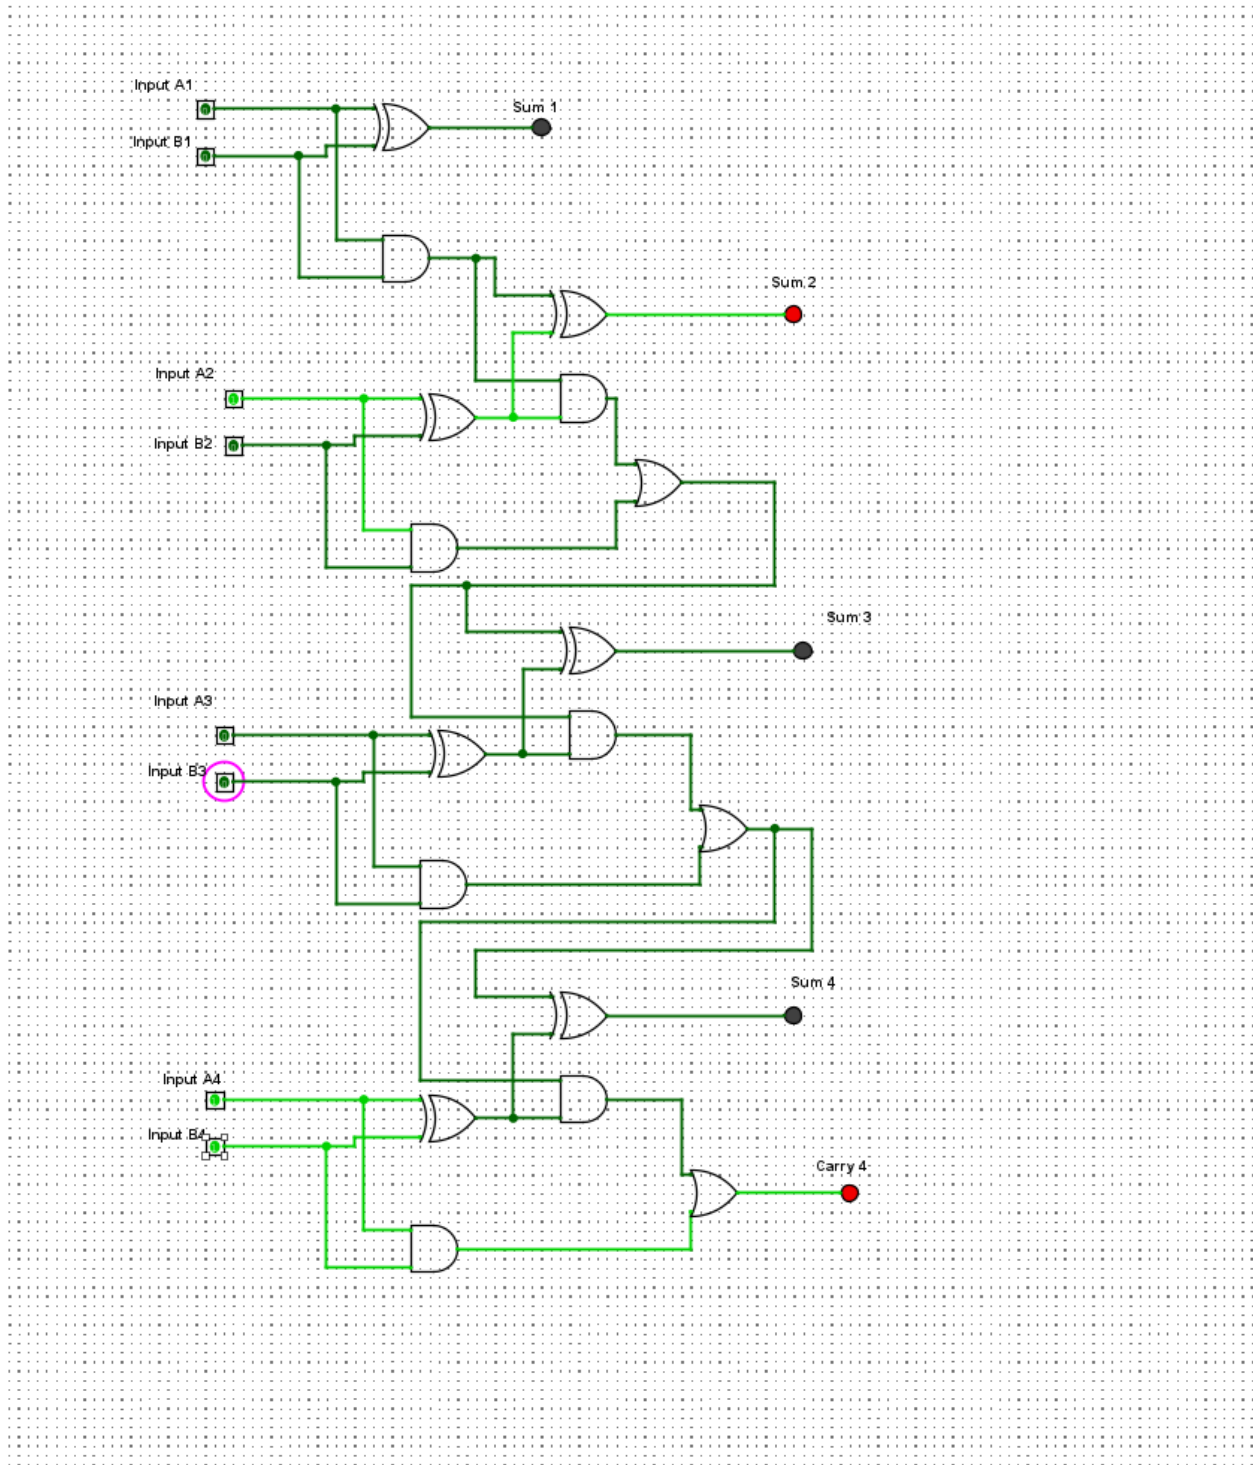 Input A1
Sum 1
Input B1
Sum 2
Input A2
Input B2
Sum 3
Input A3
Input B3
Sum 4
Input A4
Input B4
Carry 4